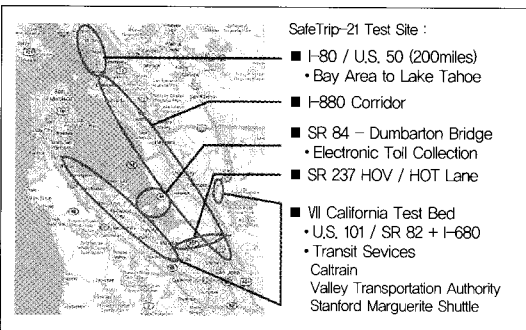 SafeTrip-21 Test Site :
■ I-80 / U.S. 50 (200miles)
• Bay Area to Lake Tahoe
■ I-880 Corridor
■ SR 84 - Dumbarton Bridge
• Electronic Toll Collection
■ SR 237 HOV / HOT Lane
■ VII California Test Bed
• U.S. 101 / SR 82 + I-680
• Transit Sevices
Caltrain
Valley Transportation Authority
Stanford Marguerite Shuttle